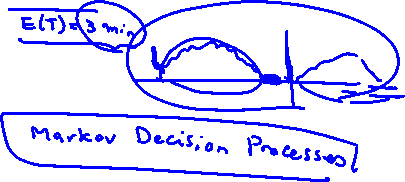 E(T) = 3 min
Markov Decision Processes